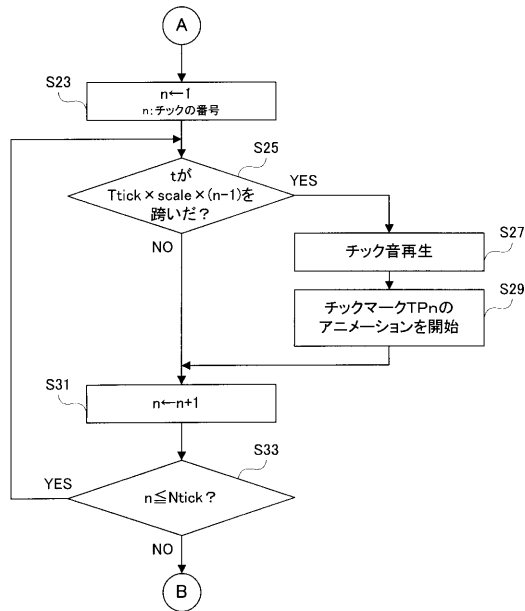 A
S23
n←1
n:チックの番号
S25
tが
Ttick×scale×(n−1)を
跨いだ？
YES
NO
S27
チック音再生
S29
チックマークTPnの
アニメーションを開始
S31
n←n+1
S33
n≦Ntick？
YES
NO
B